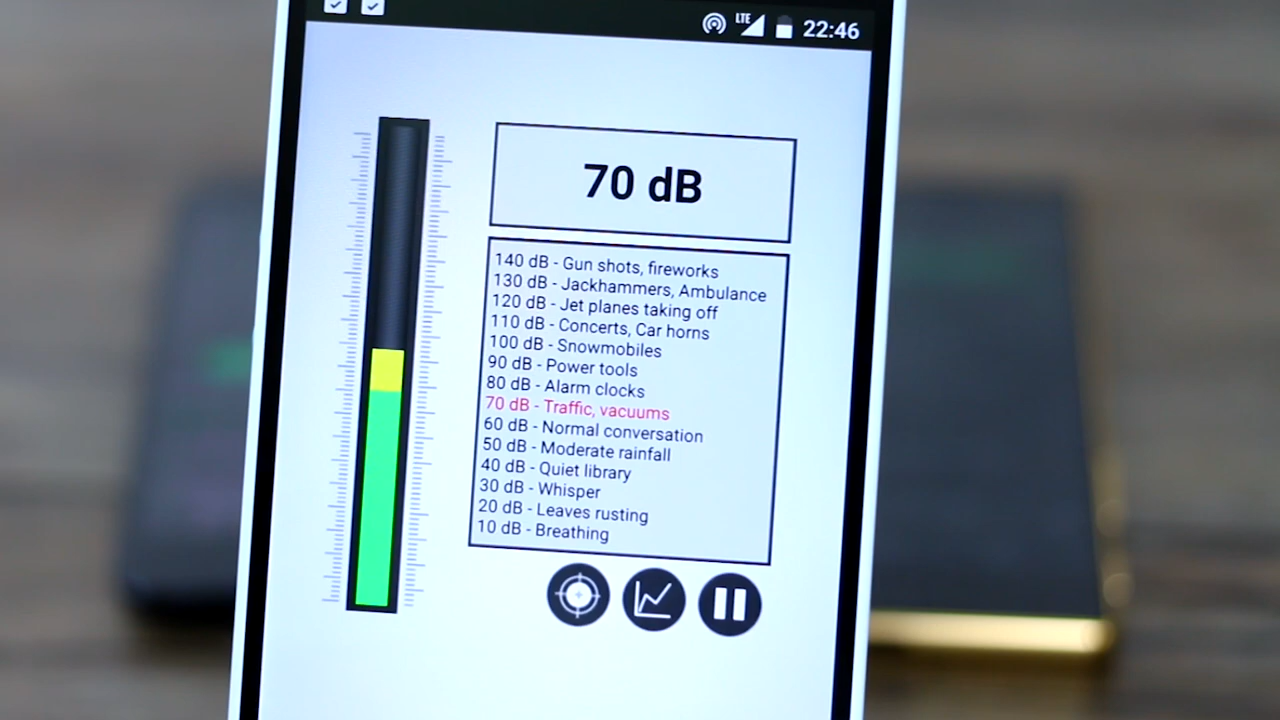 LTE 22:46
70 dB
140 dB - Gun shots, fireworks
130 dB - Jackhammers, Ambulance
120 dB - Jet planes taking off
110 dB - Concerts, Car horns
100 dB - Snowmobiles
90 dB - Power tools
80 dB - Alarm clocks
70 dB - Traffic, vacuums
60 dB - Normal conversation
50 dB - Moderate rainfall
40 dB - Quiet library
30 dB - Whisper
20 dB - Leaves rusting
10 dB - Breathing